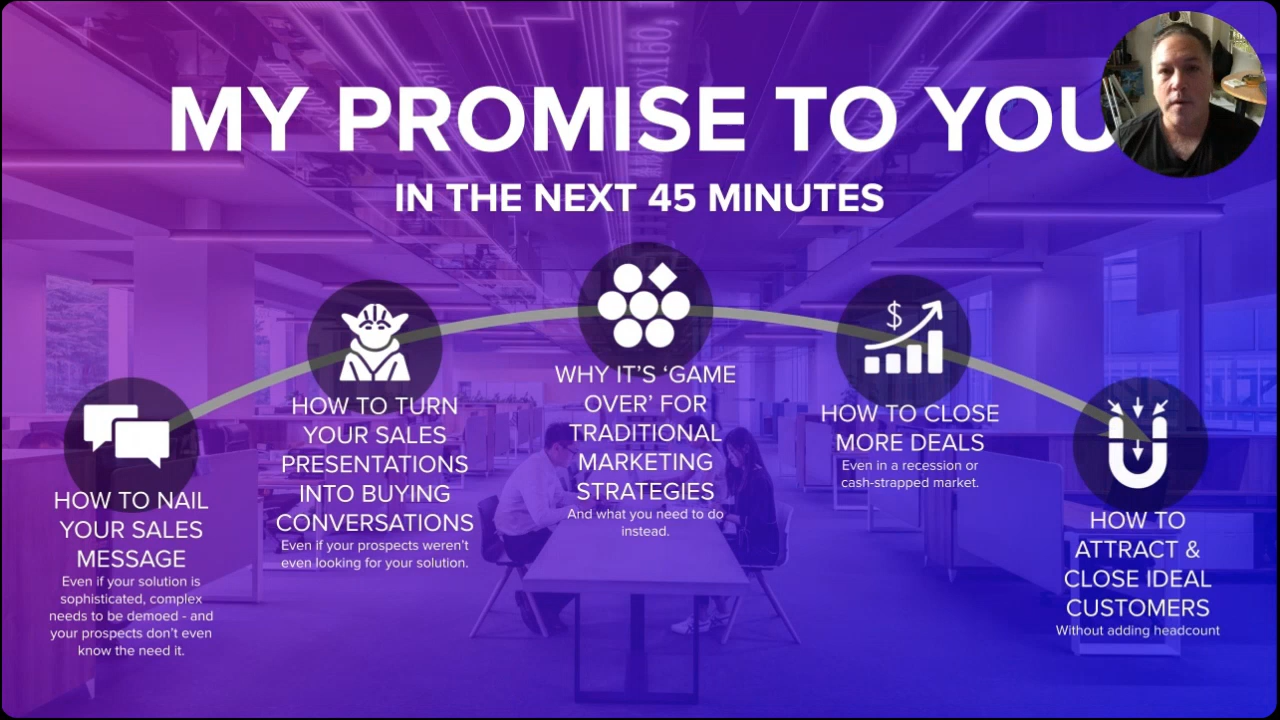 MY PROMISE TO YOU
IN THE NEXT 45 MINUTES
HOW TO NAIL
YOUR SALES
MESSAGE
Even if your solution is
sophisticated, complex
needs to be demoed - and
your prospects don't even
know the need it.
HOW TO TURN
YOUR SALES
PRESENTATIONS
INTO BUYING
CONVERSATIONS
Even if your prospects weren't
even looking for your solution.
WHY IT'S ‘GAME
OVER’ FOR
TRADITIONAL
MARKETING
STRATEGIES
And what you need to do
instead.
$
HOW TO CLOSE
MORE DEALS
Even in a recession or
cash-strapped market.
HOW TO
ATTRACT &
CLOSE IDEAL
CUSTOMERS
Without adding headcount